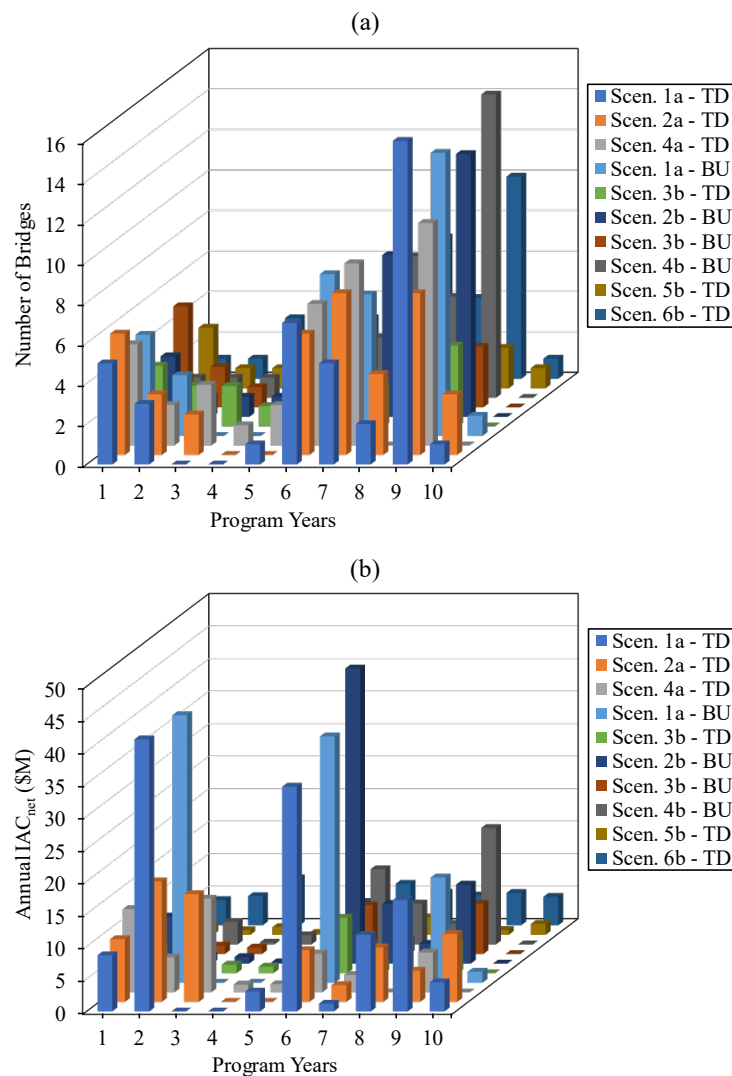 (a)
Number of Bridges
16
14
12
10
8
6
4
2
0
1 2 3 4 5 6 7 8 9 10
Program Years
Scen. 1a - TD
Scen. 2a - TD
Scen. 4a - TD
Scen. 1a - BU
Scen. 3b - TD
Scen. 2b - BU
Scen. 3b - BU
Scen. 4b - BU
Scen. 5b - TD
Scen. 6b - TD
(b)
Annual IACnet ($M)
50
45
40
35
30
25
20
15
10
5
0
1 2 3 4 5 6 7 8 9 10
Program Years
Scen. 1a - TD
Scen. 2a - TD
Scen. 4a - TD
Scen. 1a - BU
Scen. 3b - TD
Scen. 2b - BU
Scen. 3b - BU
Scen. 4b - BU
Scen. 5b - TD
Scen. 6b - TD